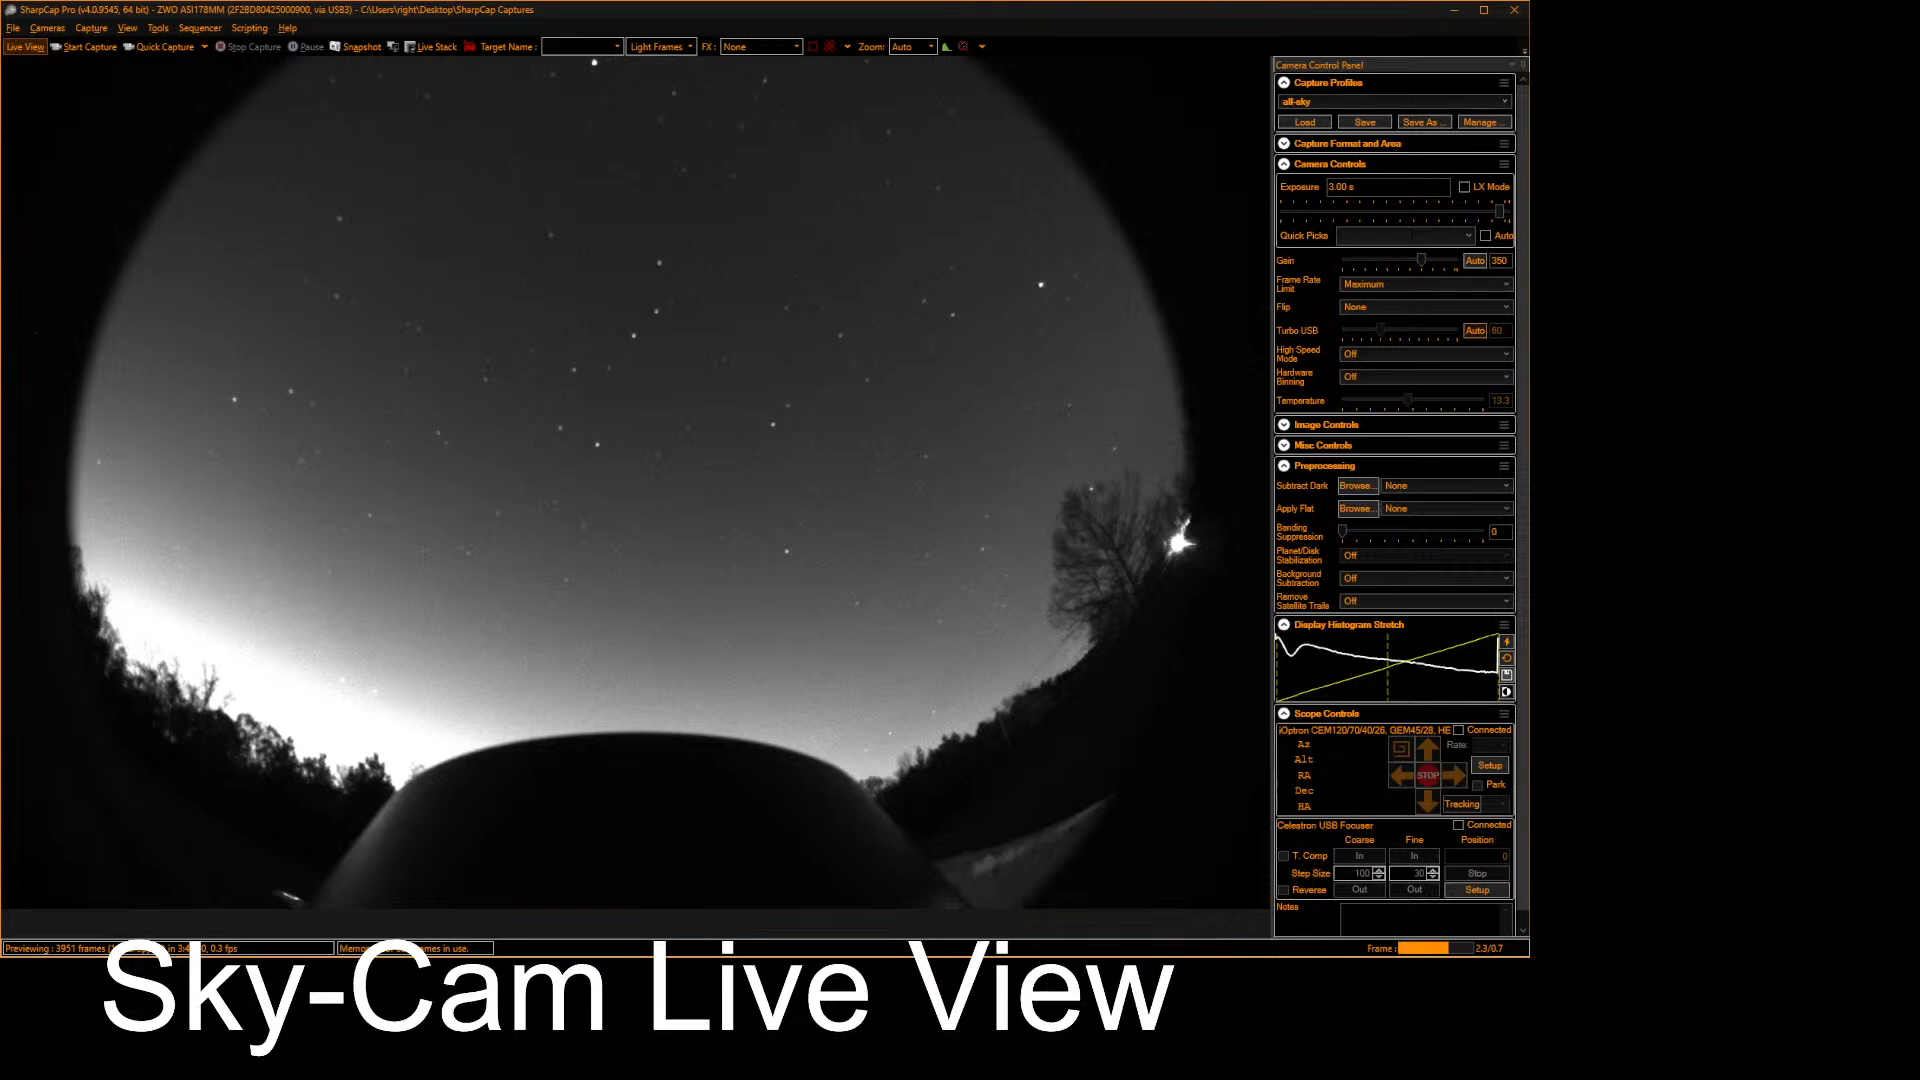 SharpCap Pro (v4.0.9545, 64 bit) - ZWO ASI178MM (2F2BD80425000900, via USB3) - C:\Users\right\Desktop\SharpCap Captures
File Cameras Capture View Tools Sequencer Scripting Help
Live View Start Capture Quick Capture Stop Capture Pause Snapshot Live Stack Target Name : Light Frames FX : None Zoom: Auto
Camera Control Panel
Capture Profiles
all-sky
Load Save Save As ... Manage ...
Capture Format and Area
Camera Controls
Exposure 3.00 s LX Mode
Quick Picks Auto
Gain Auto 350
Frame Rate Limit Maximum
Flip None
Turbo USB Auto 60
High Speed Mode Off
Hardware Binning Off
Temperature 13.3
Image Controls
Misc Controls
Preprocessing
Subtract Dark Browse... None
Apply Flat Browse... None
Banding Suppression 0
Planet/Disk Stabilization Off
Background Subtraction Off
Remove Satellite Trails Off
Display Histogram Stretch
Scope Controls
iOptron CEM120/70/40/26, GEM45/28, HE Connected
Az Rate:
Alt
Setup
RA STOP
Dec Park
HA Tracking
Celestron USB Focuser Connected
Coarse Fine Position
T. Comp In In 0
Step Size 100 30 Stop
Reverse Out Out Setup
Notes
Previewing : 3951 frames
in use.
Frame : 2.3/0.7
Sky-Cam Live View